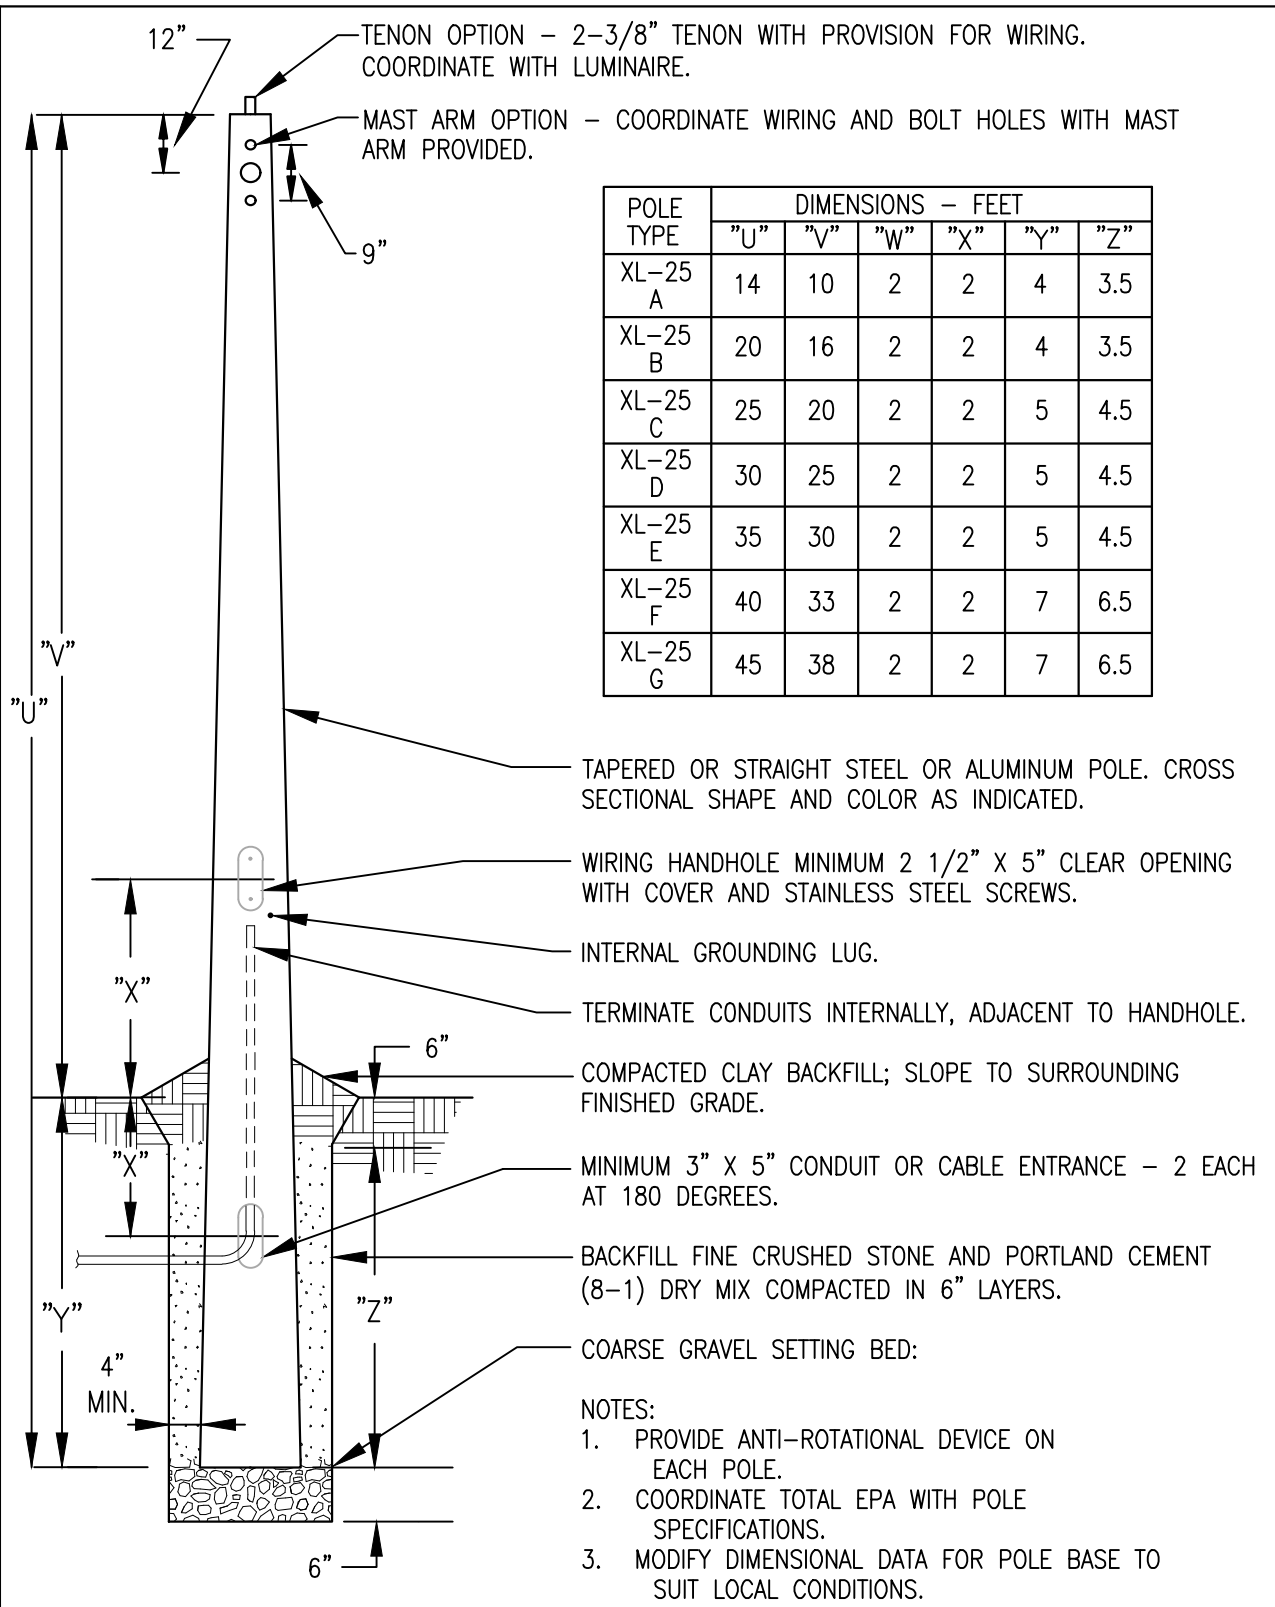 12”
TENON OPTION – 2–3/8” TENON WITH PROVISION FOR WIRING.
COORDINATE WITH LUMINAIRE.
MAST ARM OPTION – COORDINATE WIRING AND BOLT HOLES WITH MAST
ARM PROVIDED.
9”
POLE TYPE DIMENSIONS – FEET
”U” ”V” ”W” ”X” ”Y” ”Z”
XL–25 A 14 10 2 2 4 3.5
XL–25 B 20 16 2 2 4 3.5
XL–25 C 25 20 2 2 5 4.5
XL–25 D 30 25 2 2 5 4.5
XL–25 E 35 30 2 2 5 4.5
XL–25 F 40 33 2 2 7 6.5
XL–25 G 45 38 2 2 7 6.5
”V”
”U”
TAPERED OR STRAIGHT STEEL OR ALUMINUM POLE. CROSS
SECTIONAL SHAPE AND COLOR AS INDICATED.
WIRING HANDHOLE MINIMUM 2 1/2” X 5” CLEAR OPENING
WITH COVER AND STAINLESS STEEL SCREWS.
INTERNAL GROUNDING LUG.
”X”
TERMINATE CONDUITS INTERNALLY, ADJACENT TO HANDHOLE.
6”
COMPACTED CLAY BACKFILL; SLOPE TO SURROUNDING
FINISHED GRADE.
”X”
MINIMUM 3” X 5” CONDUIT OR CABLE ENTRANCE – 2 EACH
AT 180 DEGREES.
BACKFILL FINE CRUSHED STONE AND PORTLAND CEMENT
(8–1) DRY MIX COMPACTED IN 6” LAYERS.
”Y”
”Z”
COARSE GRAVEL SETTING BED:
4”
MIN.
NOTES:
1. PROVIDE ANTI–ROTATIONAL DEVICE ON
EACH POLE.
2. COORDINATE TOTAL EPA WITH POLE
SPECIFICATIONS.
3. MODIFY DIMENSIONAL DATA FOR POLE BASE TO
SUIT LOCAL CONDITIONS.
6”